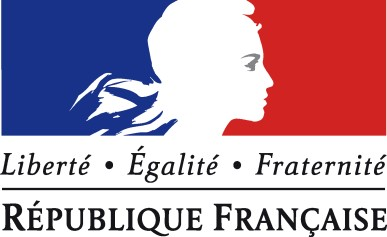 Liberté • Égalité • Fraternité
RÉPUBLIQUE FRANÇAISE